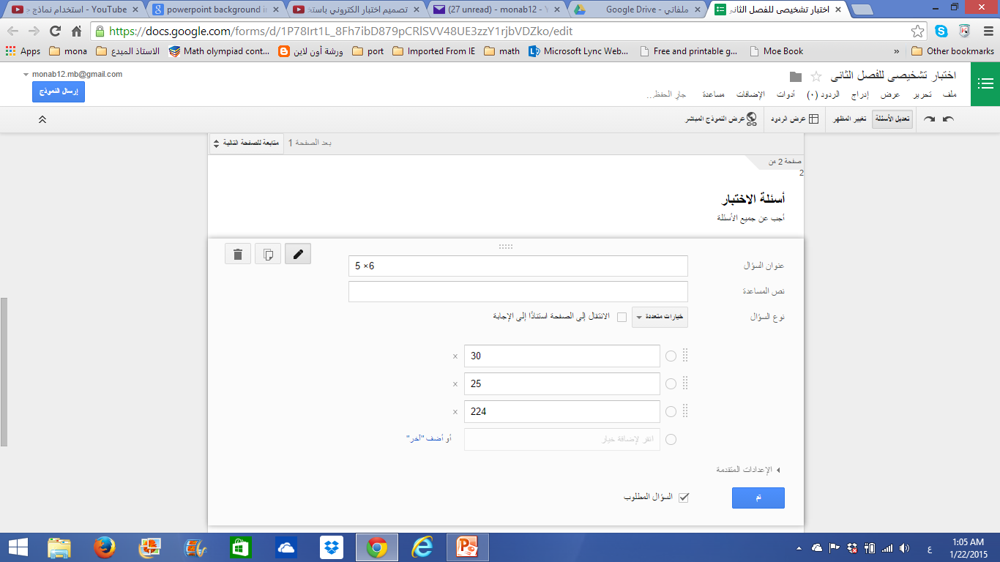 استخدام نماذج - YouTube
powerpoint background in
تصميم اختبار الكتروني باست
(27 unread) - monab12 - Y
ملفاتي - Google Drive
اختبار تشخيصى للفصل الثانى
https://docs.google.com/forms/d/1P78Irt1L_8Fh7ibD879pCRlSVV48UE3zzY1rjbVDZko/edit
Apps
mona
الاستاذ المبدع
Math olympiad cont...
ورشة أون لاين
port
Imported From IE
math
Microsoft Lync Web...
Free and printable g...
Moe Book
»
Other bookmarks
monab12.mb@gmail.com
اختبار تشخيصى للفصل الثانى
إرسال النموذج
ملف تحرير عرض إدراج الردود (٠) أدوات الإضافات مساعدة جارٍ الحفظ...
تعديل الأسئلة تغيير المظهر عرض الردود عرض النموذج المباشر
بعد الصفحة 1 متابعة للصفحة التالية
صفحة 2 من
2
أسئلة الاختبار
أجب عن جميع الأسئلة
عنوان السؤال
5 ×6
نص المساعدة
نوع السؤال
خيارات متعددة
الانتقال إلى الصفحة استنادًا إلى الإجابة
30
25
224
انقر لإضافة خيار
أو أضف "آخر"
الإعدادات المتقدمة
تم
السؤال المطلوب
ع
1:05 AM
1/22/2015